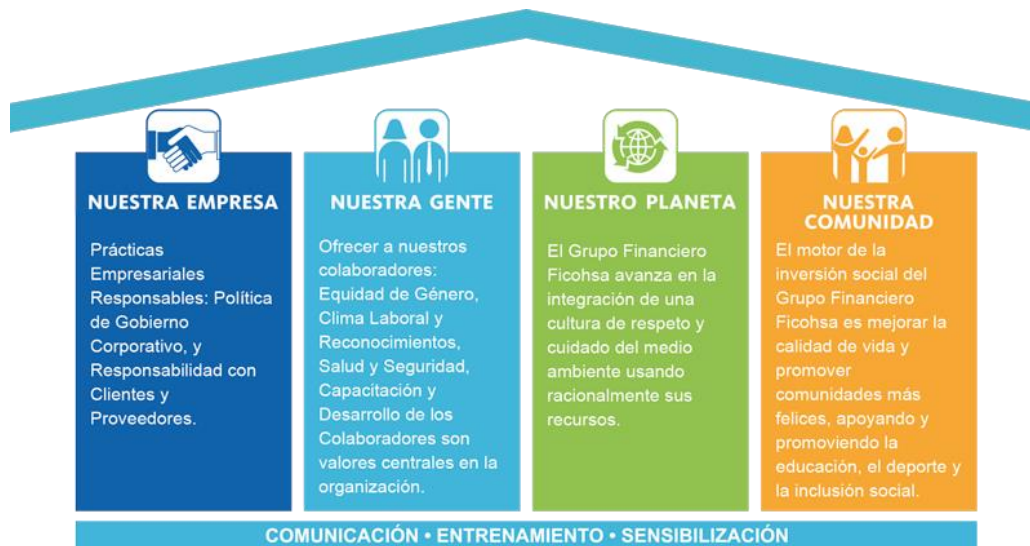 NUESTRA EMPRESA
Prácticas
Empresariales
Responsables: Política
de Gobierno
Corporativo, y
Responsabilidad con
Clientes y
Proveedores.
NUESTRA GENTE
Ofrecer a nuestros
colaboradores:
Equidad de Género,
Clima Laboral y
Reconocimientos,
Salud y Seguridad,
Capacitación y
Desarrollo de los
Colaboradores son
valores centrales en la
organización.
NUESTRO PLANETA
El Grupo Financiero
Ficohsa avanza en la
integración de una
cultura de respeto y
cuidado del medio
ambiente usando
racionalmente sus
recursos.
NUESTRA
COMUNIDAD
El motor de la
inversión social del
Grupo Financiero
Ficohsa es mejorar la
calidad de vida y
promover
comunidades más
felices, apoyando y
promoviendo la
educación, el deporte y
la inclusión social.
COMUNICACIÓN • ENTRENAMIENTO • SENSIBILIZACIÓN